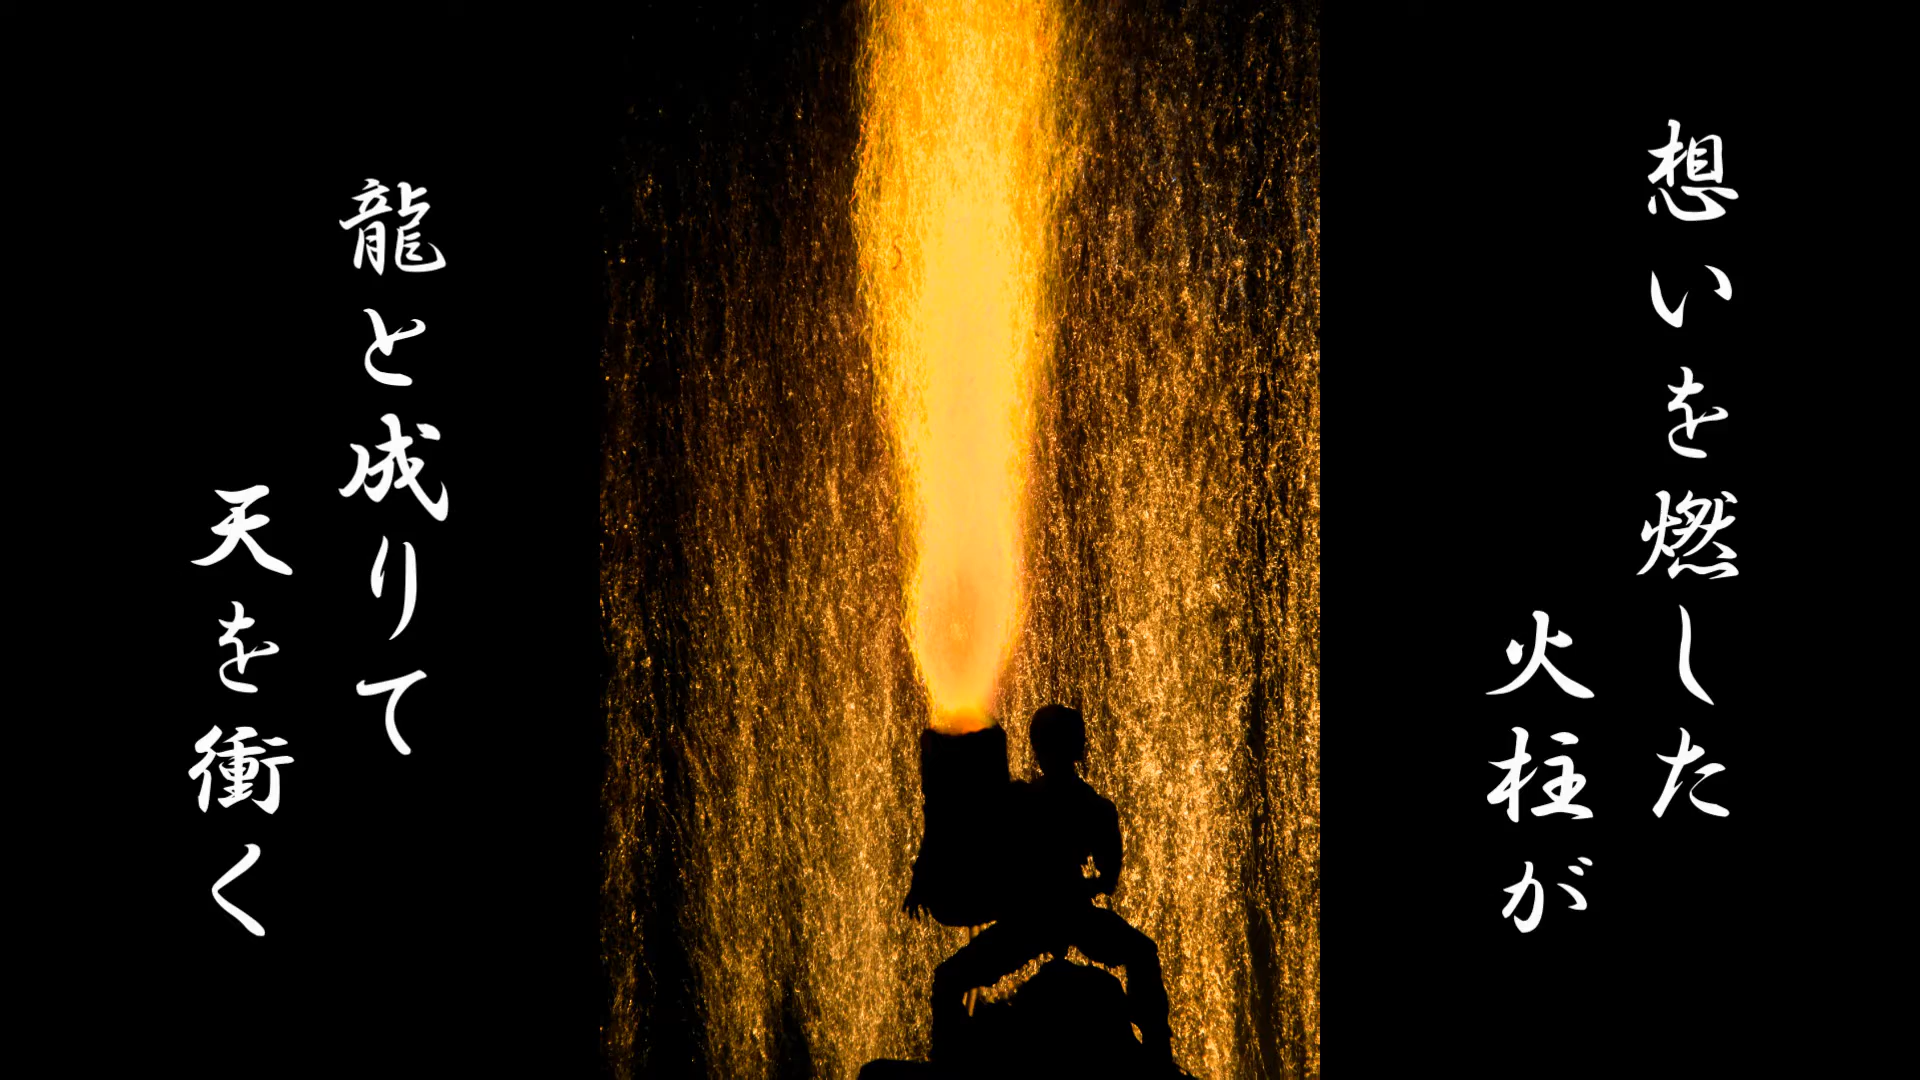 想いを燃した
火柱が
龍と成りて
天を衝く